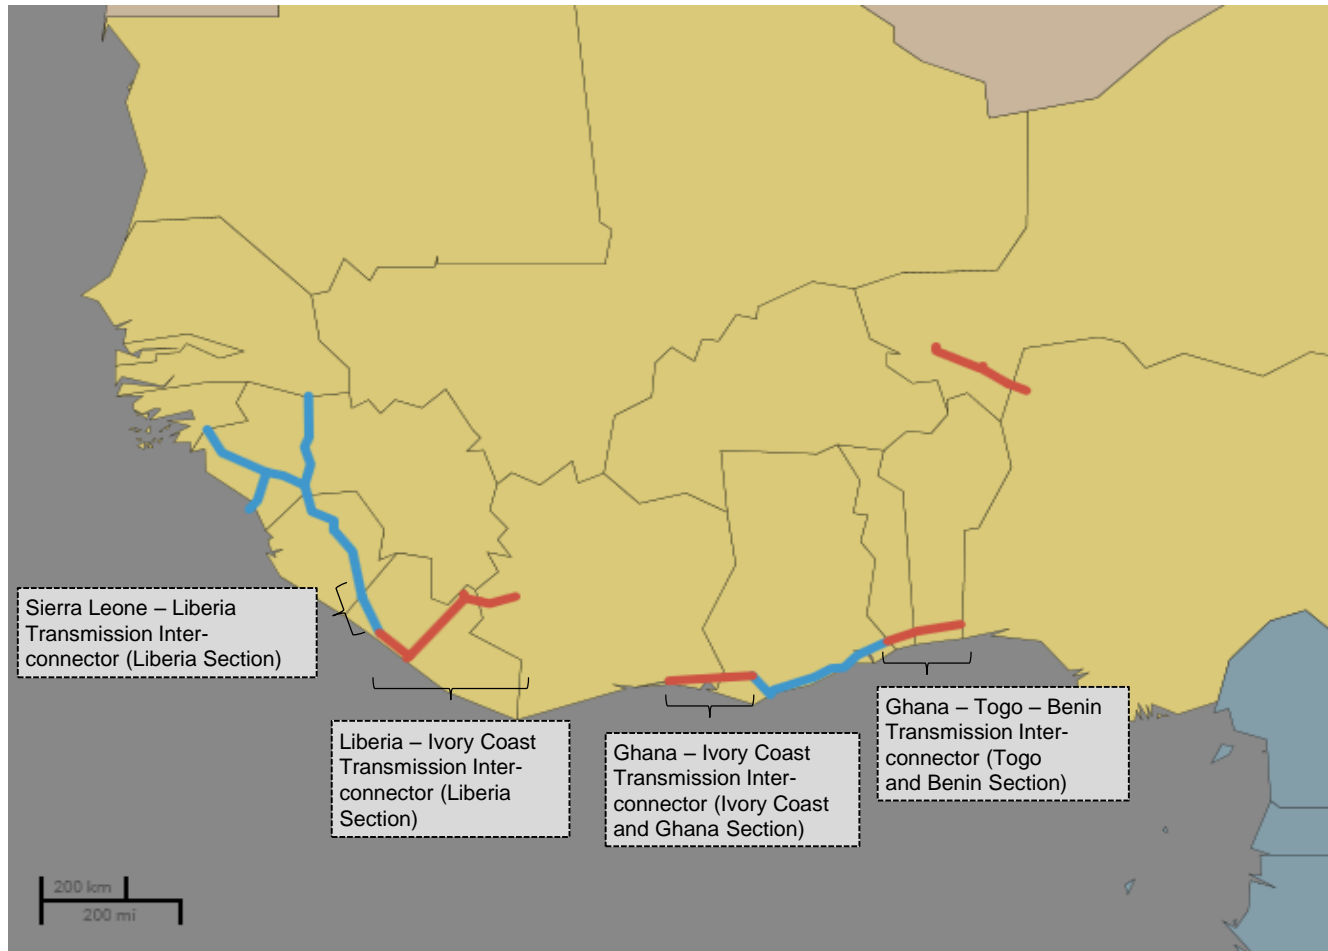 Sierra Leone – Liberia
Transmission Inter-
connector (Liberia Section)
Liberia – Ivory Coast
Transmission Inter-
connector (Liberia
Section)
Ghana – Ivory Coast
Transmission Inter-
connector (Ivory Coast
and Ghana Section)
Ghana – Togo – Benin
Transmission Inter-
connector (Togo
and Benin Section)
200 km
200 mi